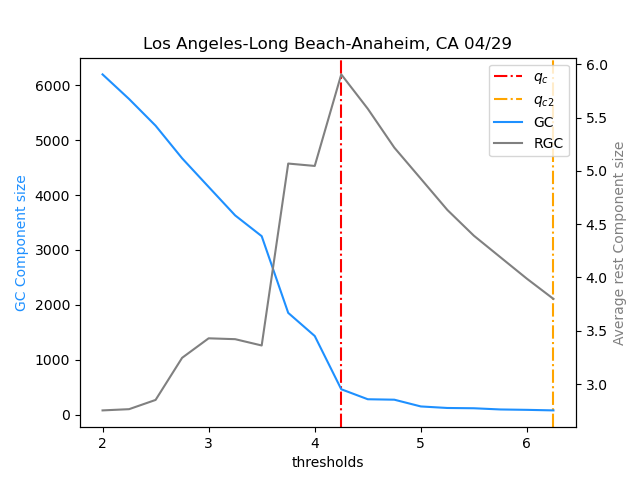 Los Angeles-Long Beach-Anaheim, CA 04/29
GC Component size
6000
5000
4000
3000
2000
1000
0
2
3
4
5
6
thresholds
6.0
5.5
5.0
4.5
4.0
3.5
3.0
Average rest Component size
q_c
q_{c2}
GC
RGC